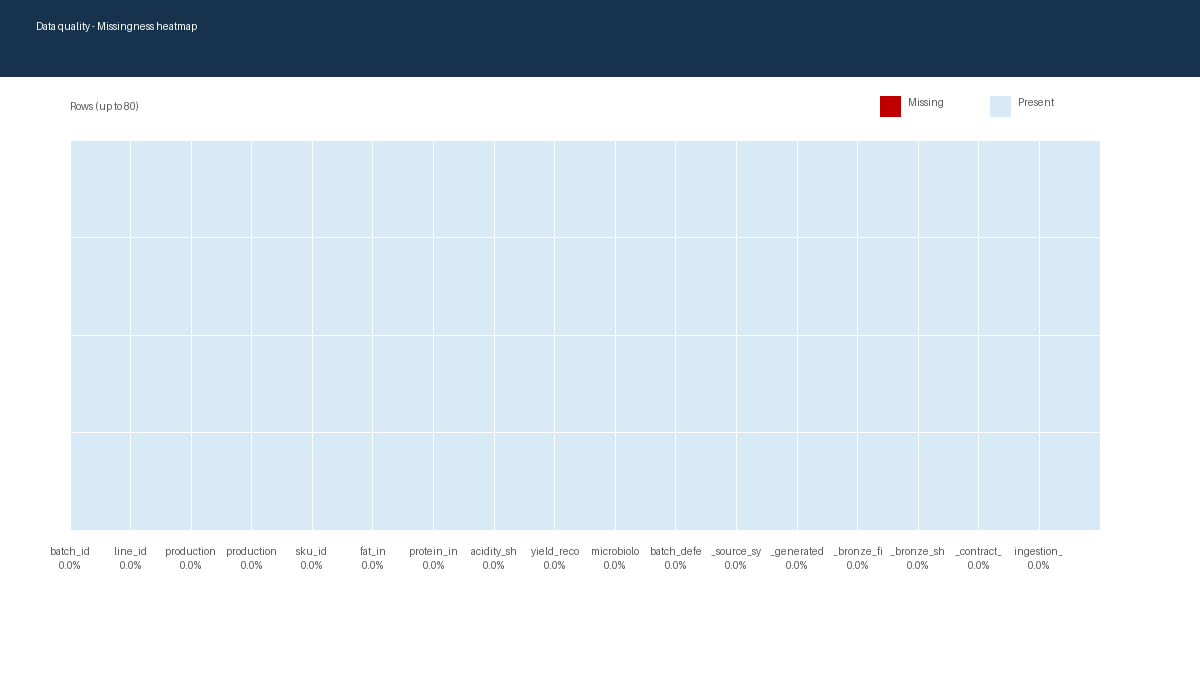 Data quality - Missingness heatmap
Rows (up to 80)
Missing
Present
batch_id line_id production production sku_id fat_in protein_in acidity_sh yield_reco microbiolo batch_defe _source_sy _generated _bronze_fi _bronze_sh _contract_ ingestion_
0.0% 0.0% 0.0% 0.0% 0.0% 0.0% 0.0% 0.0% 0.0% 0.0% 0.0% 0.0% 0.0% 0.0% 0.0% 0.0% 0.0%